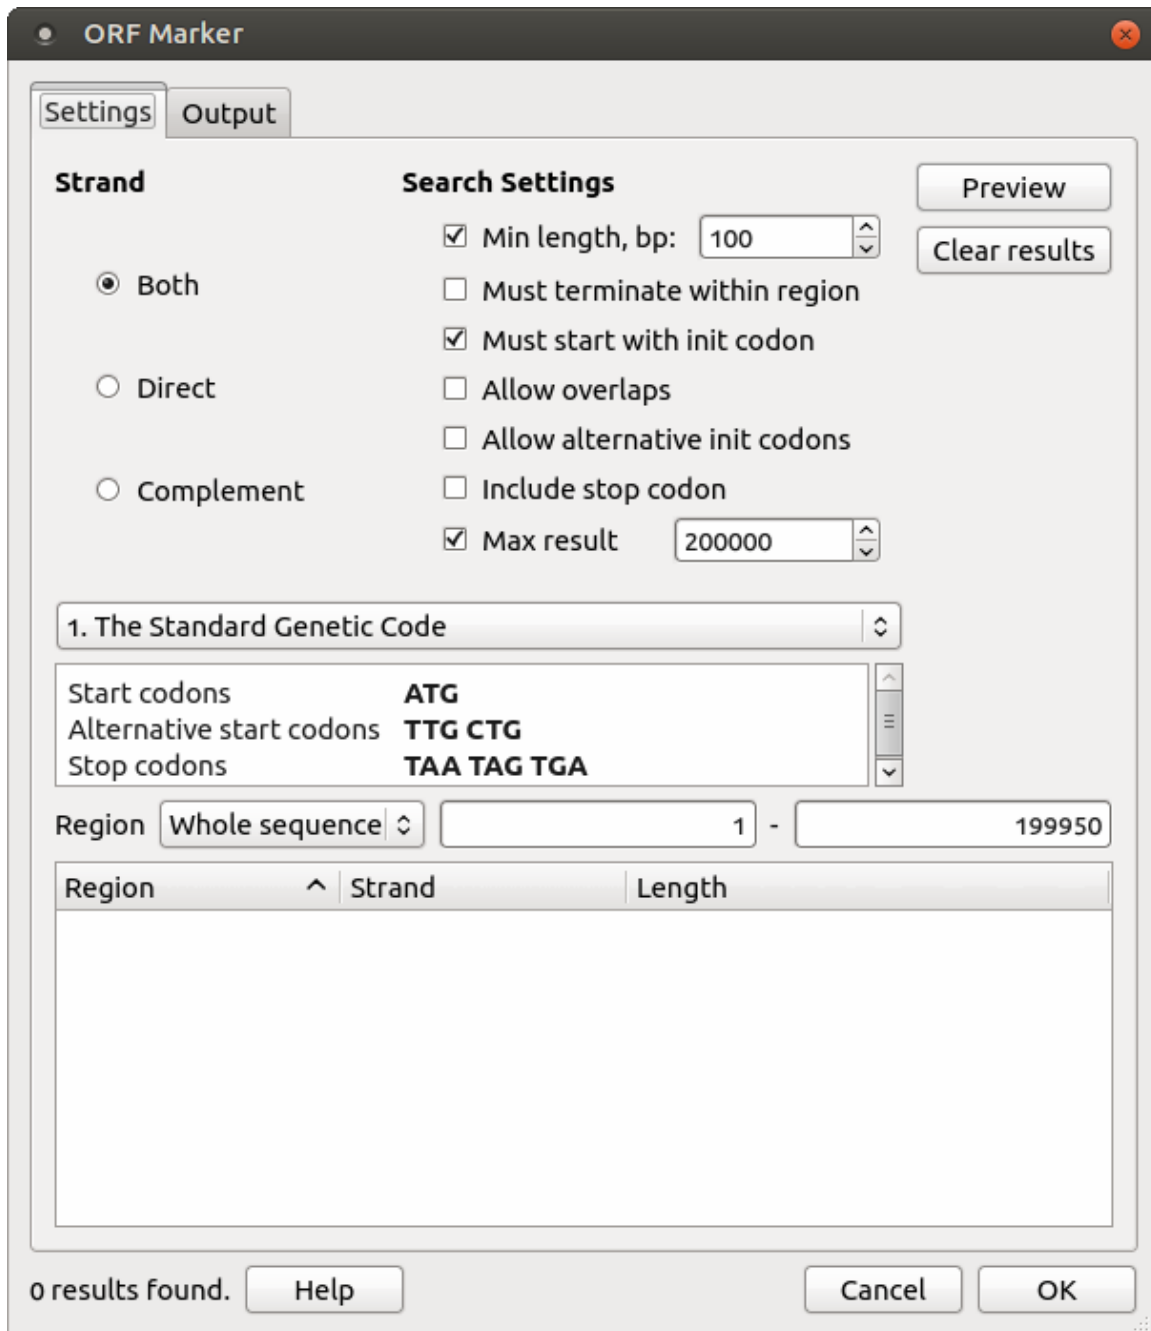 ORF Marker
Settings Output
Strand Search Settings Preview
Min length, bp: 100
Clear results
Both Must terminate within region
Must start with init codon
Direct Allow overlaps
Allow alternative init codons
Complement Include stop codon
Max result 200000
1. The Standard Genetic Code
Start codons ATG
Alternative start codons TTG CTG
Stop codons TAA TAG TGA
Region Whole sequence 1 - 199950
Region Strand Length
0 results found. Help Cancel OK